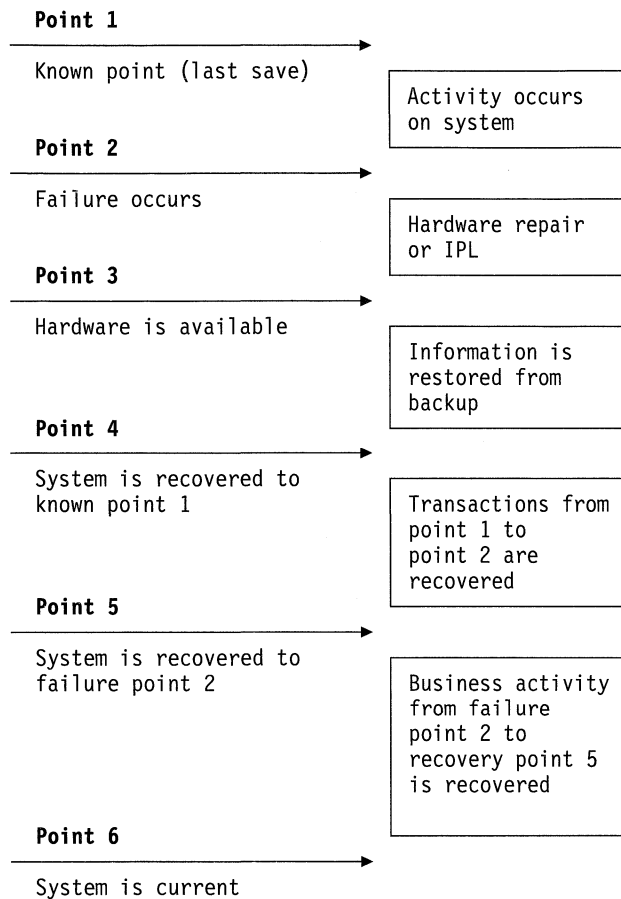 Point 1
Known point (last save)
Activity occurs
on system
Point 2
Failure occurs
Hardware repair
or IPL
Point 3
Hardware is available
Information is
restored from
backup
Point 4
System is recovered to
known point 1
Transactions from
point 1 to
point 2 are
recovered
Point 5
System is recovered to
failure point 2
Business activity
from failure
point 2 to
recovery point 5
is recovered
Point 6
System is current